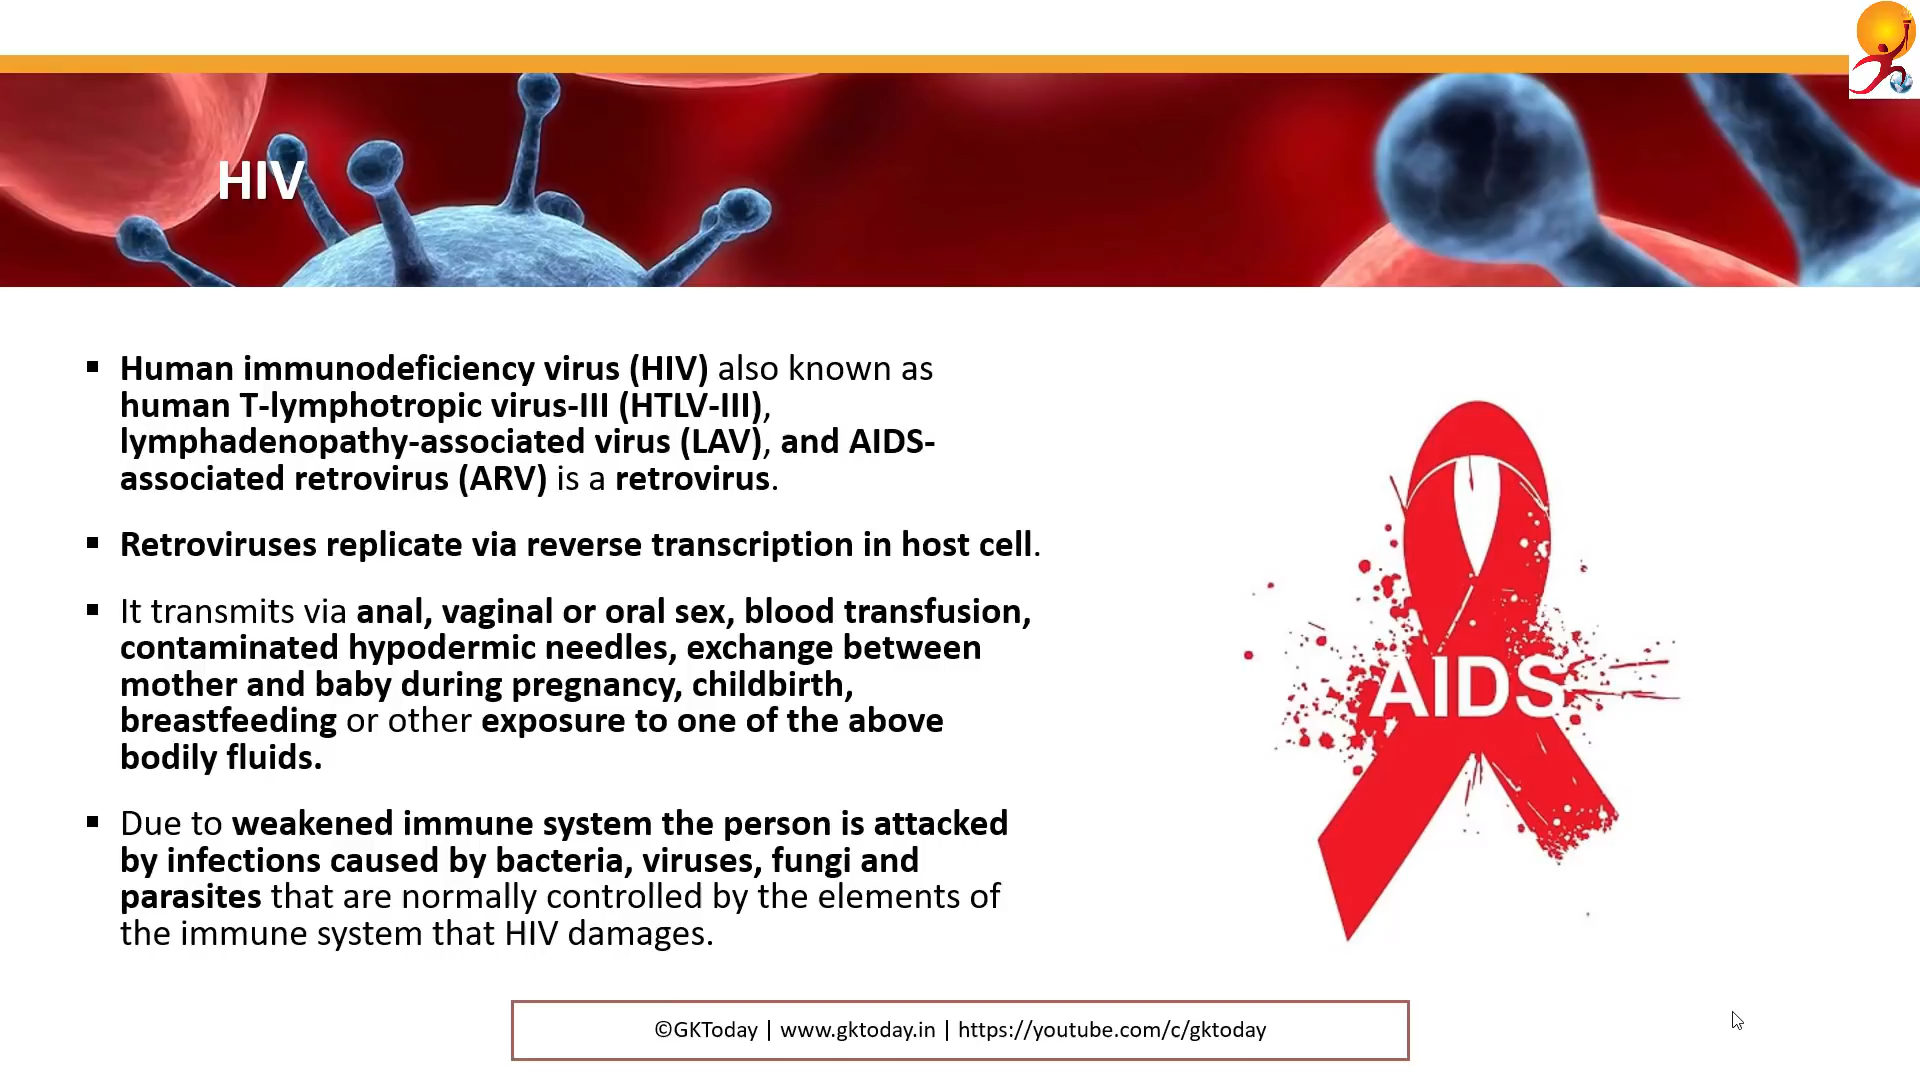 HIV
▪ Human immunodeficiency virus (HIV) also known as
human T-lymphotropic virus-III (HTLV-III),
lymphadenopathy-associated virus (LAV), and AIDS-
associated retrovirus (ARV) is a retrovirus.
▪ Retroviruses replicate via reverse transcription in host cell.
▪ It transmits via anal, vaginal or oral sex, blood transfusion,
contaminated hypodermic needles, exchange between
mother and baby during pregnancy, childbirth,
breastfeeding or other exposure to one of the above
bodily fluids.
▪ Due to weakened immune system the person is attacked
by infections caused by bacteria, viruses, fungi and
parasites that are normally controlled by the elements of
the immune system that HIV damages.
AIDS
©GKToday | www.gktoday.in | https://youtube.com/c/gktoday